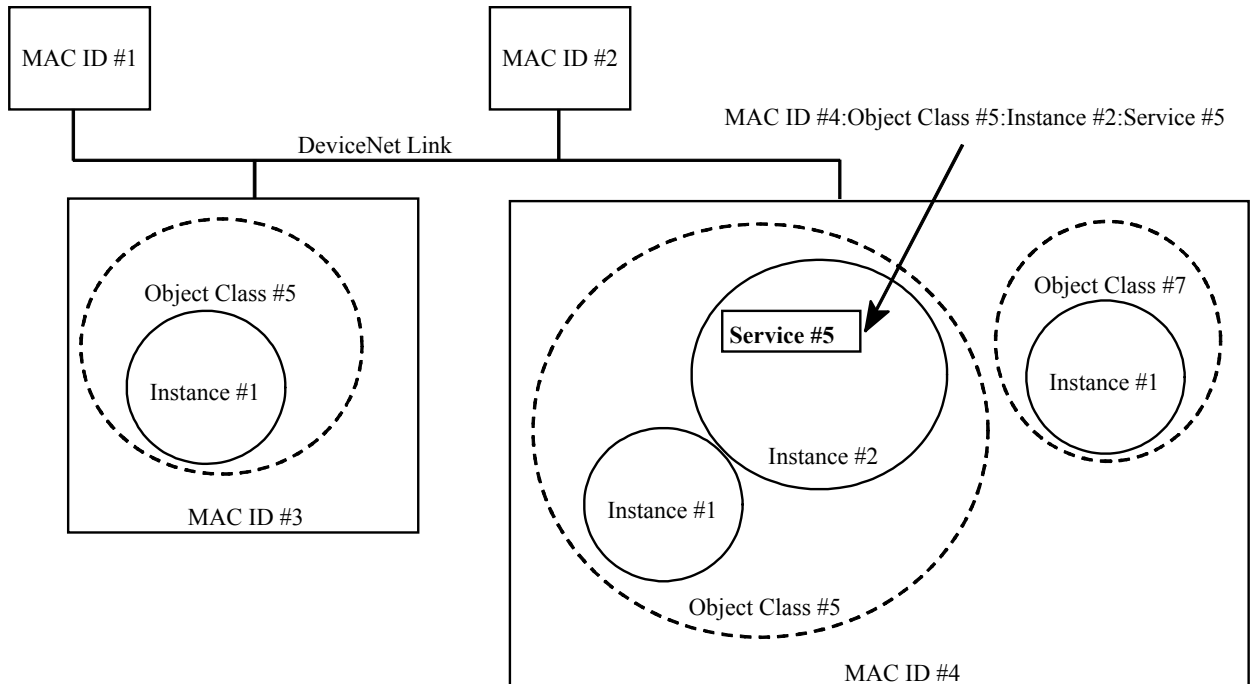 MAC ID #1
MAC ID #2
MAC ID #4:Object Class #5:Instance #2:Service #5
DeviceNet Link
Object Class #5
Instance #1
MAC ID #3
Service #5
Instance #2
Instance #1
Object Class #5
Object Class #7
Instance #1
MAC ID #4